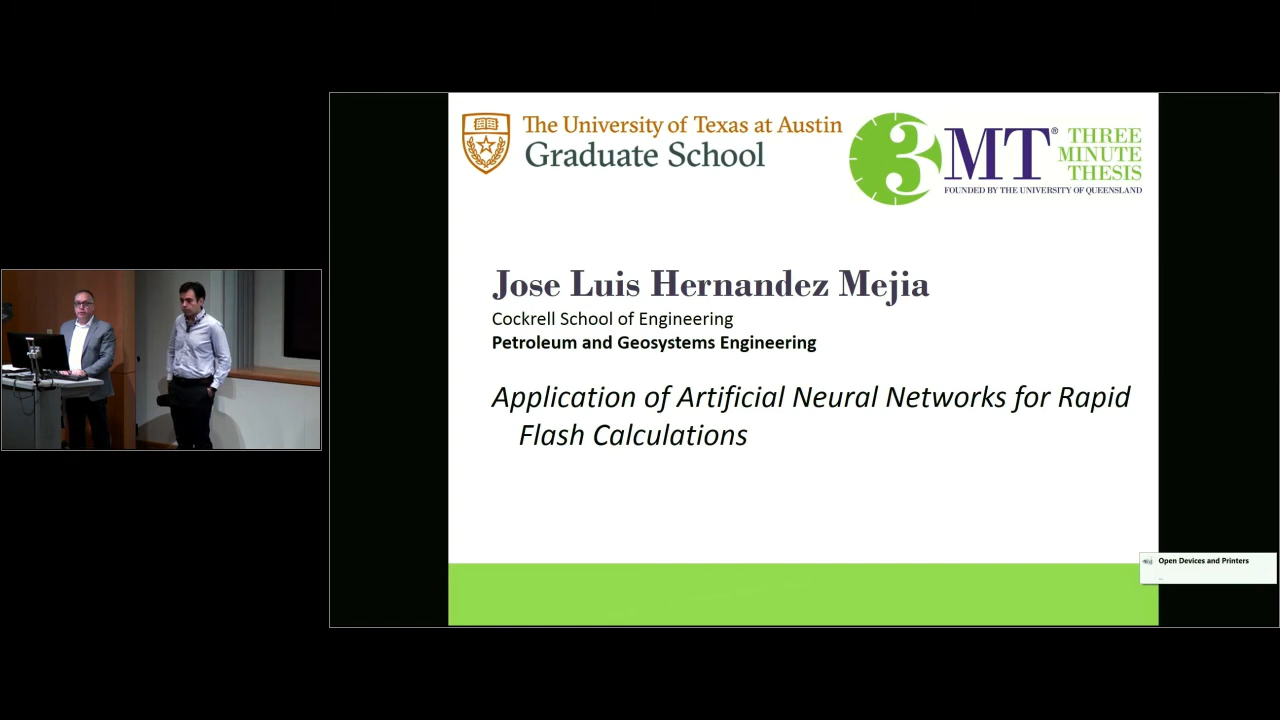 The University of Texas at Austin
Graduate School
3MT® THREE
MINUTE
THESIS
FOUNDED BY THE UNIVERSITY OF QUEENSLAND
Jose Luis Hernandez Mejia
Cockrell School of Engineering
Petroleum and Geosystems Engineering
Application of Artificial Neural Networks for Rapid
Flash Calculations
Open Devices and Printers